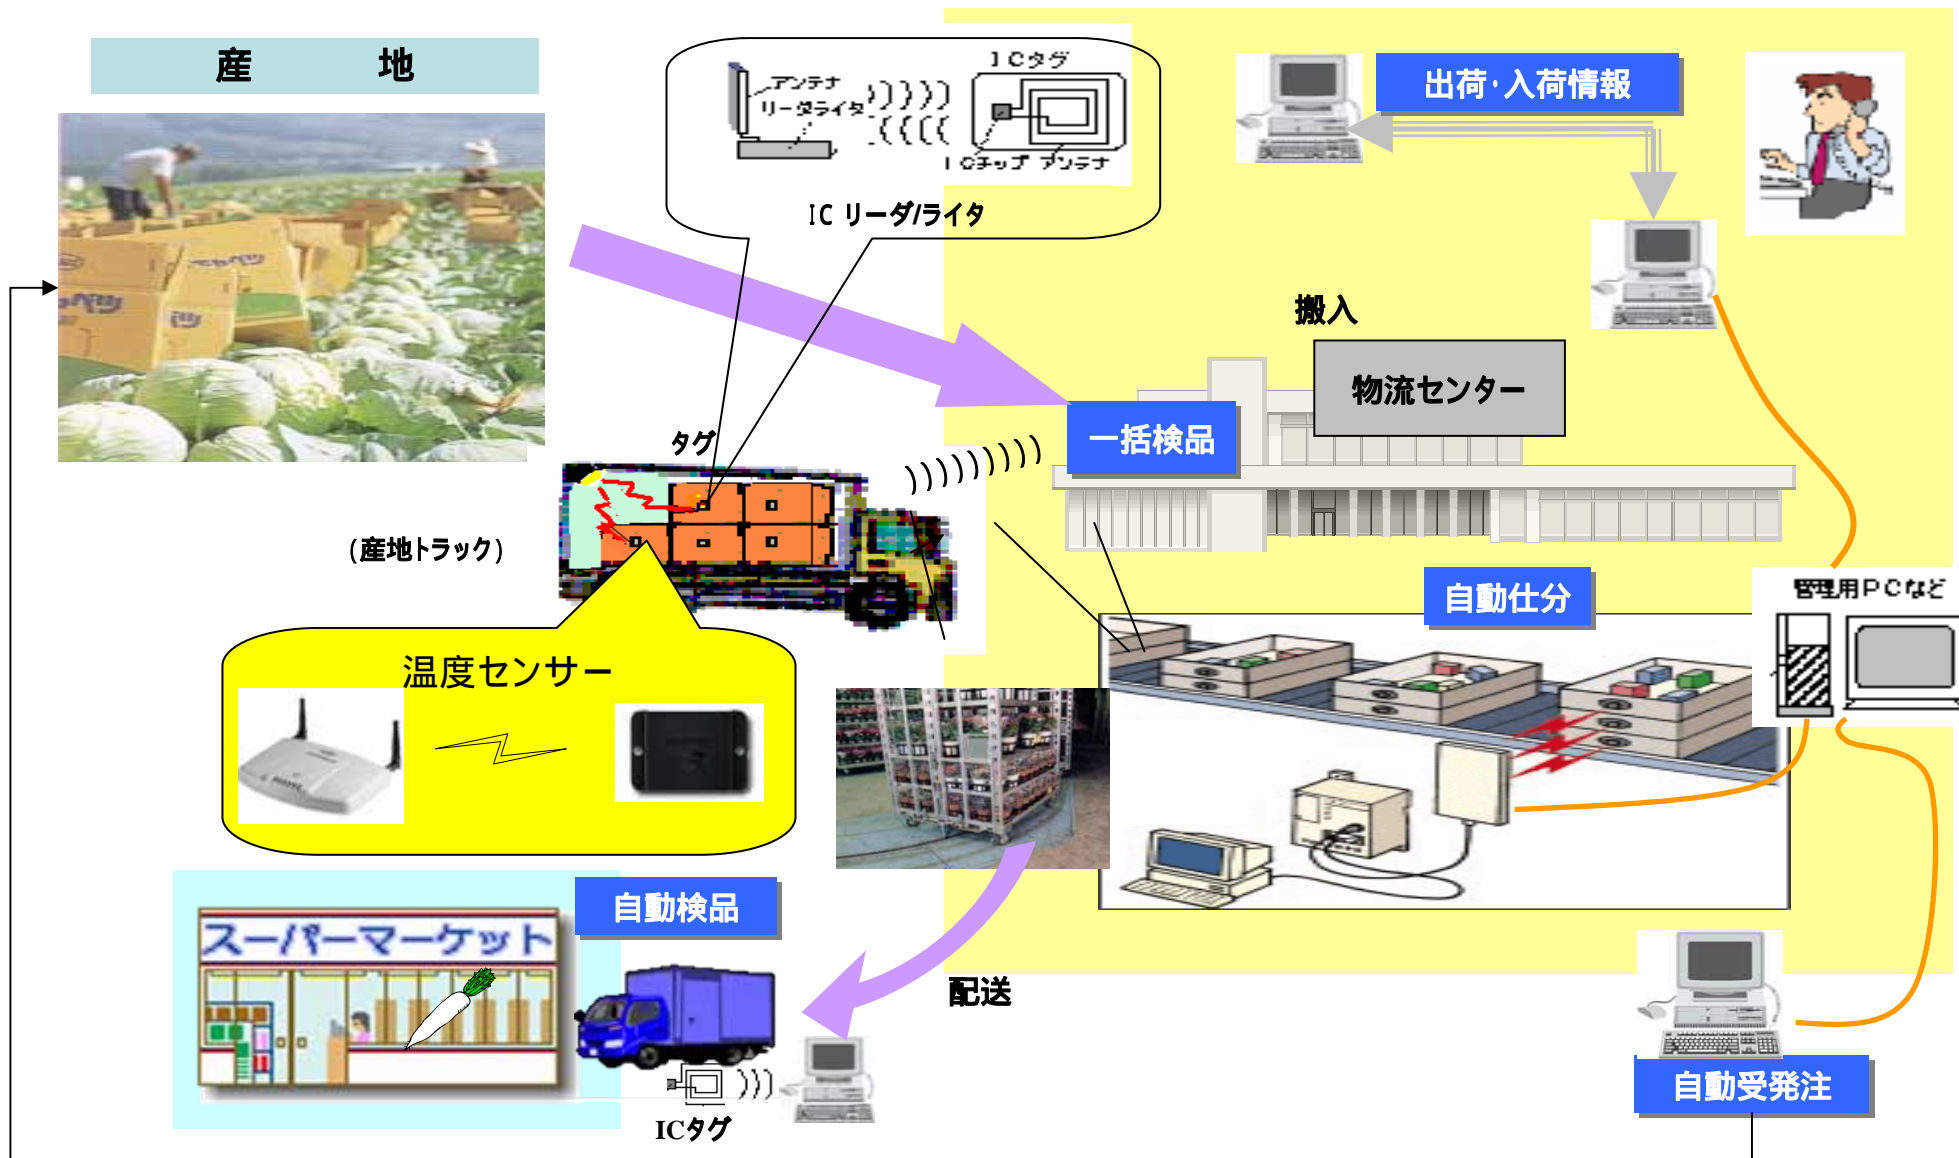 産 地
ICタグ
アンテナ
リーダライタ
ICチップ アンテナ
IC リーダ/ライタ
出荷・入荷情報
搬入
物流センター
一括検品
タグ
(産地トラック)
自動仕分
管理用PCなど
温度センサー
自動検品
スーパーマーケット
配送
ICタグ
自動受発注